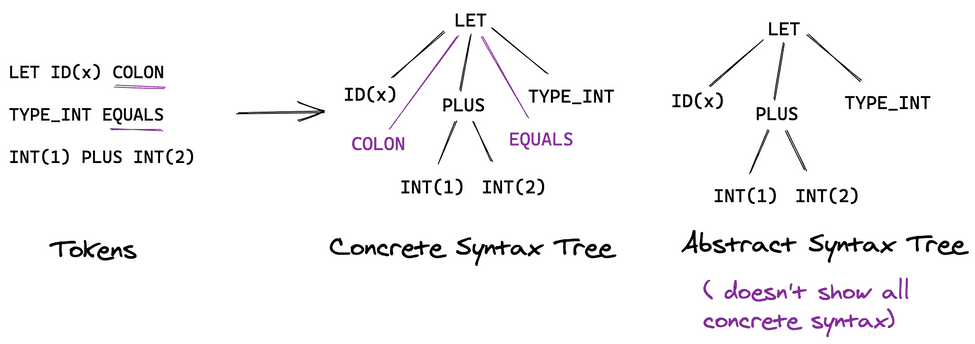 LET ID(x) COLON
TYPE_INT EQUALS
INT(1) PLUS INT(2)
Tokens
LET
ID(x)
PLUS
TYPE_INT
COLON
EQUALS
INT(1) INT(2)
Concrete Syntax Tree
LET
ID(x)
PLUS
TYPE_INT
INT(1) INT(2)
Abstract Syntax Tree
( doesn't show all
concrete syntax)